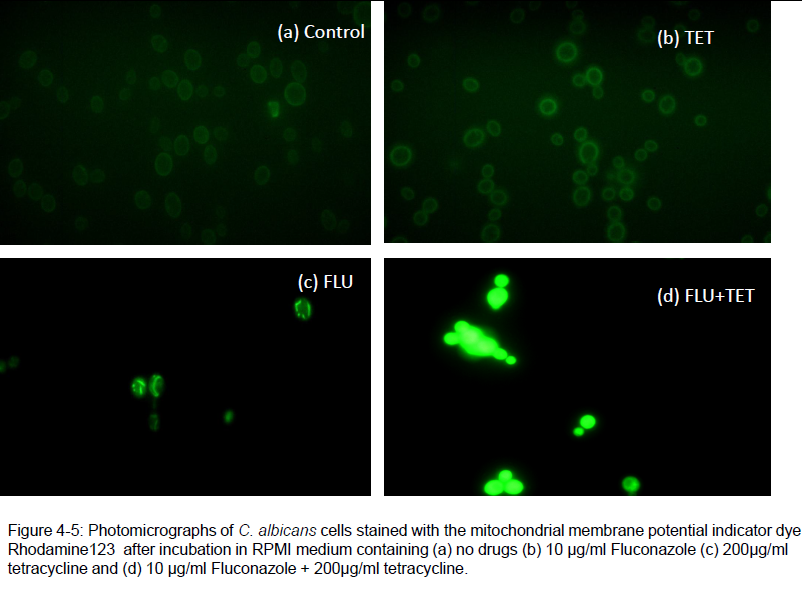 (a) Control
(b) TET
(c) FLU
(d) FLU+TET
Figure 4-5: Photomicrographs of C. albicans cells stained with the mitochondrial membrane potential indicator dye
Rhodamine123 after incubation in RPMI medium containing (a) no drugs (b) 10 µg/ml Fluconazole (c) 200µg/ml
tetracycline and (d) 10 µg/ml Fluconazole + 200µg/ml tetracycline.